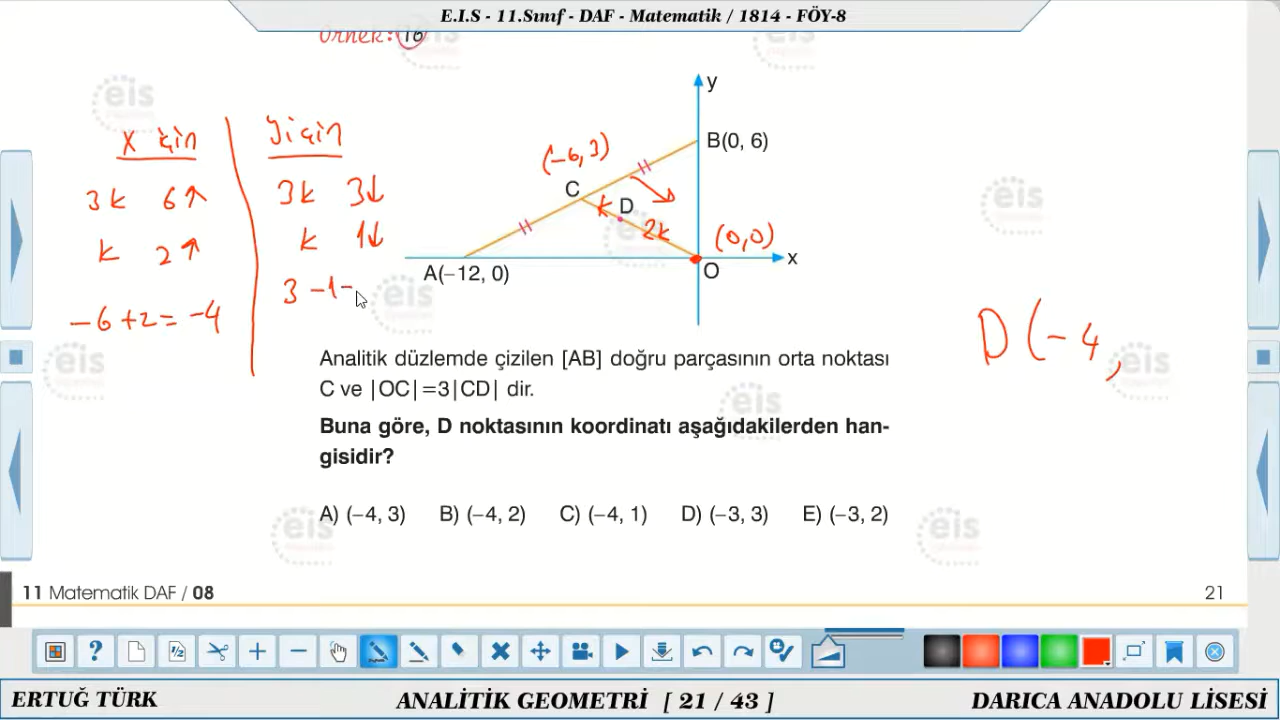 E.I.S - 11.Sınıf - DAF - Matematik / 1814 - FÖY-8
Örnek: 16
x için
3k 6↑
k 2↑
-6+2=-4
y için
3k 3↓
k 1↓
3-1=
y
B(0, 6)
(-6,3)
C
k
D
2k
(0,0)
x
A(−12, 0)
O
D(-4,
Analitik düzlemde çizilen [AB] doğru parçasının orta noktası
C ve |OC|=3|CD| dir.
Buna göre, D noktasının koordinatı aşağıdakilerden han-
gisidir?
A) (−4, 3) B) (−4, 2) C) (−4, 1) D) (−3, 3) E) (−3, 2)
11 Matematik DAF / 08
21
ERTUĞ TÜRK ANALİTİK GEOMETRİ [ 21 / 43 ] DARICA ANADOLU LİSESİ